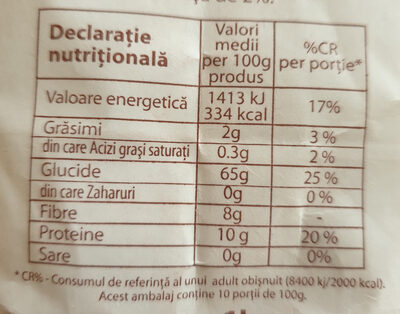 de 2%.
Declarație nutrițională
Valori medii per 100g produs
%CR per porție*
Valoare energetică 1413 kJ 334 kcal 17%
Grăsimi 2g 3 %
din care Acizi grași saturați 0.3g 2 %
Glucide 65g 25 %
din care Zaharuri 0g 0 %
Fibre 8g -
Proteine 10 g 20 %
Sare 0g 0%
* CR% - Consumul de referință al unui adult obișnuit (8400 kJ/2000 kcal).
Acest ambalaj conține 10 porții de 100g.